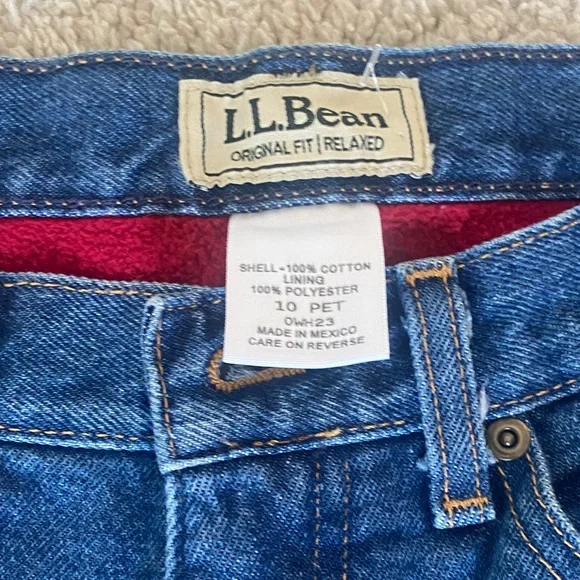 L.L.Bean
ORIGINAL FIT | RELAXED
SHELL-100% COTTON
LINING
100% POLYESTER
10 PET
0WH23
MADE IN MEXICO
CARE ON REVERSE